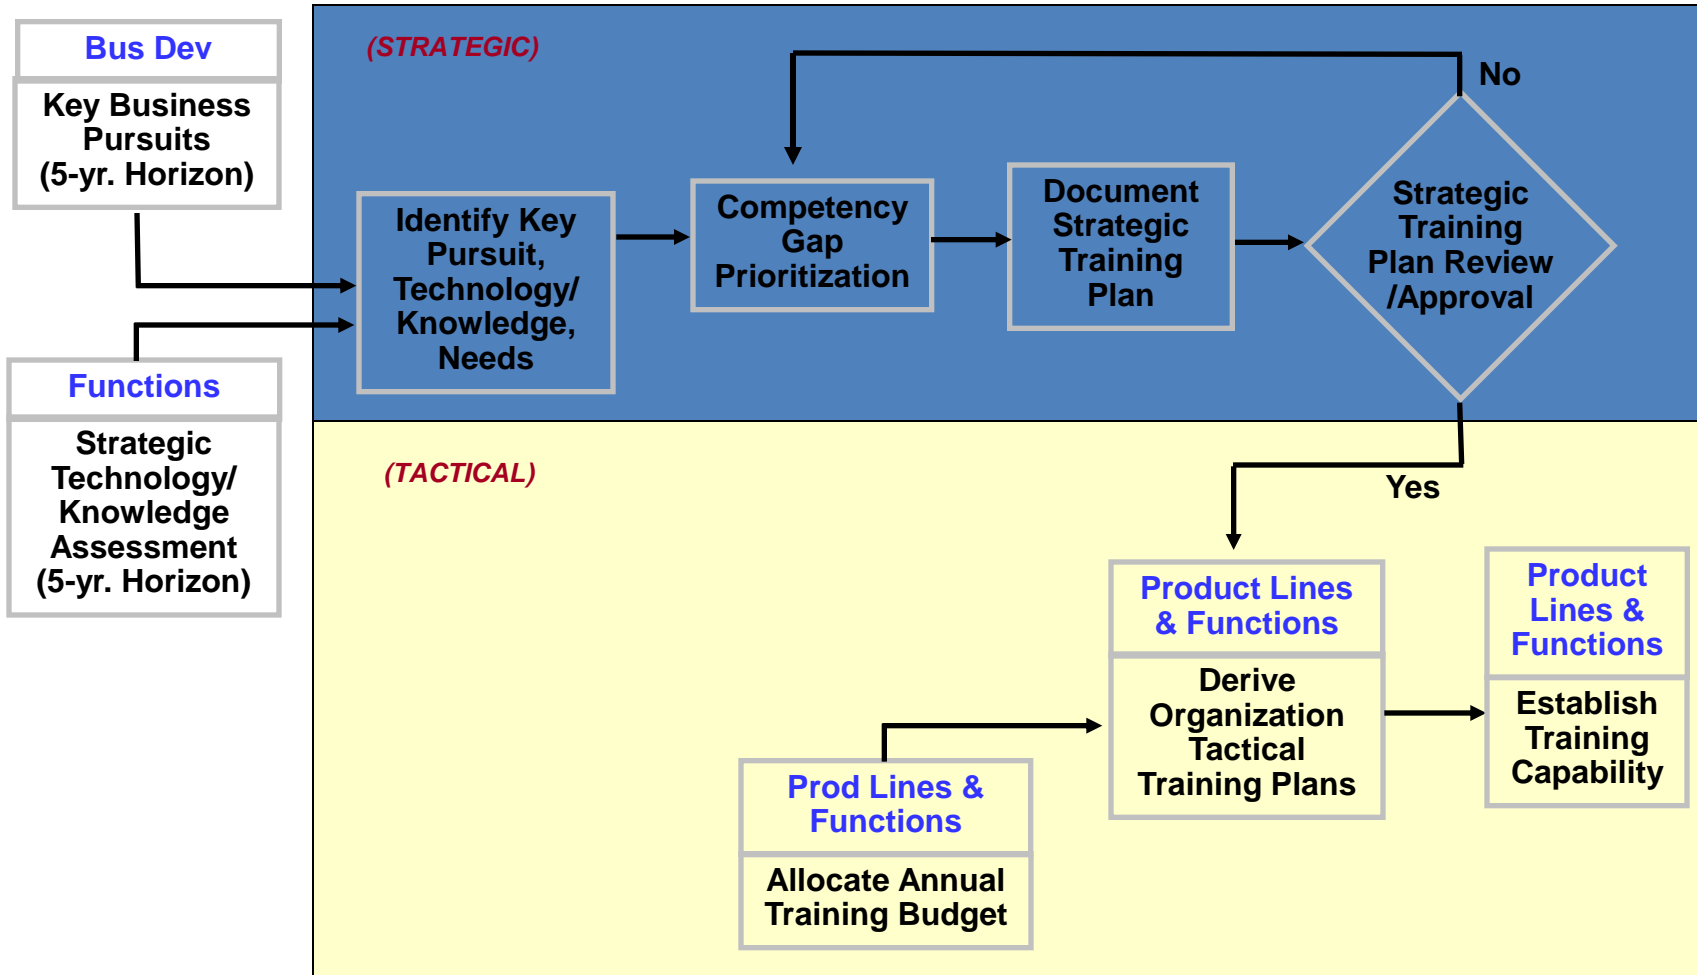 Bus Dev
Key Business
Pursuits
(5-yr. Horizon)
Functions
Strategic
Technology/
Knowledge
Assessment
(5-yr. Horizon)
(STRATEGIC)
Identify Key
Pursuit,
Technology/
Knowledge,
Needs
Competency
Gap
Prioritization
Document
Strategic
Training
Plan
Strategic
Training
Plan Review
/Approval
No
Yes
(TACTICAL)
Prod Lines &
Functions
Allocate Annual
Training Budget
Product Lines
& Functions
Derive
Organization
Tactical
Training Plans
Product
Lines &
Functions
Establish
Training
Capability